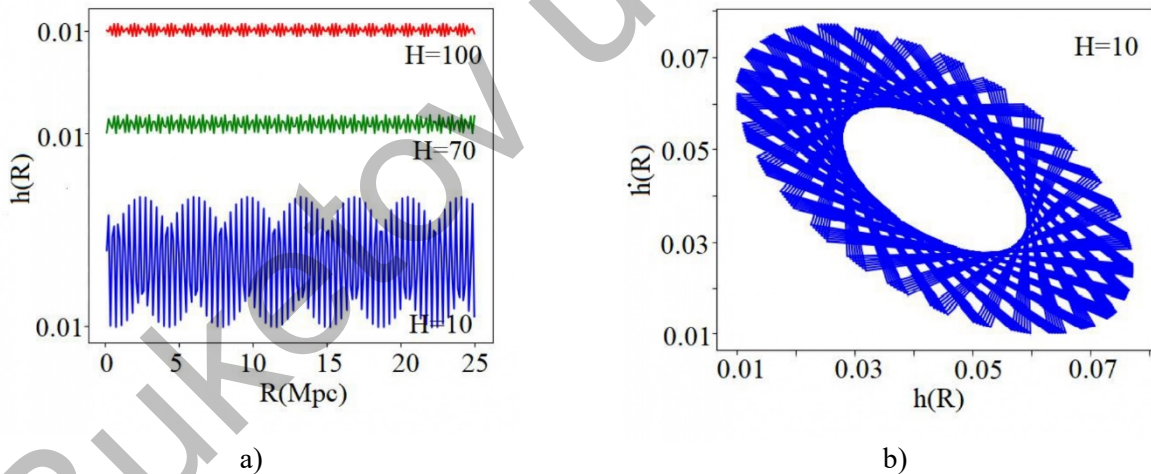 0.01
H=100
0.01
H=70
h(R)
0.01
H=10
0 5 10 15 20 25
R(Mpc)
a)
H=10
0.07
0.05
ḣ(R)
0.03
0.01
0.01 0.03 0.05 0.07
h(R)
b)
Buketov u